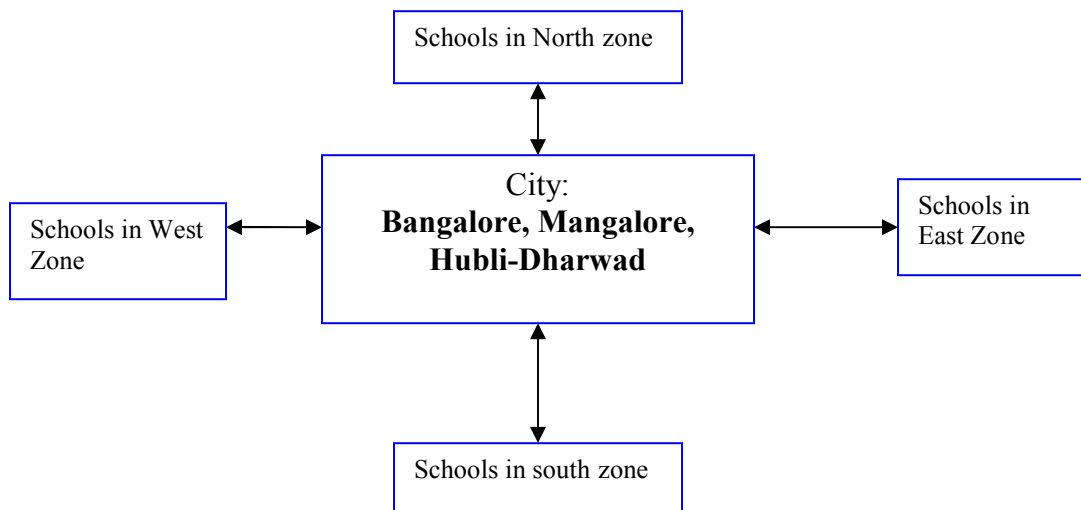 Schools in North zone
City:
Bangalore, Mangalore,
Hubli-Dharwad
Schools in West
Zone
Schools in
East Zone
Schools in south zone